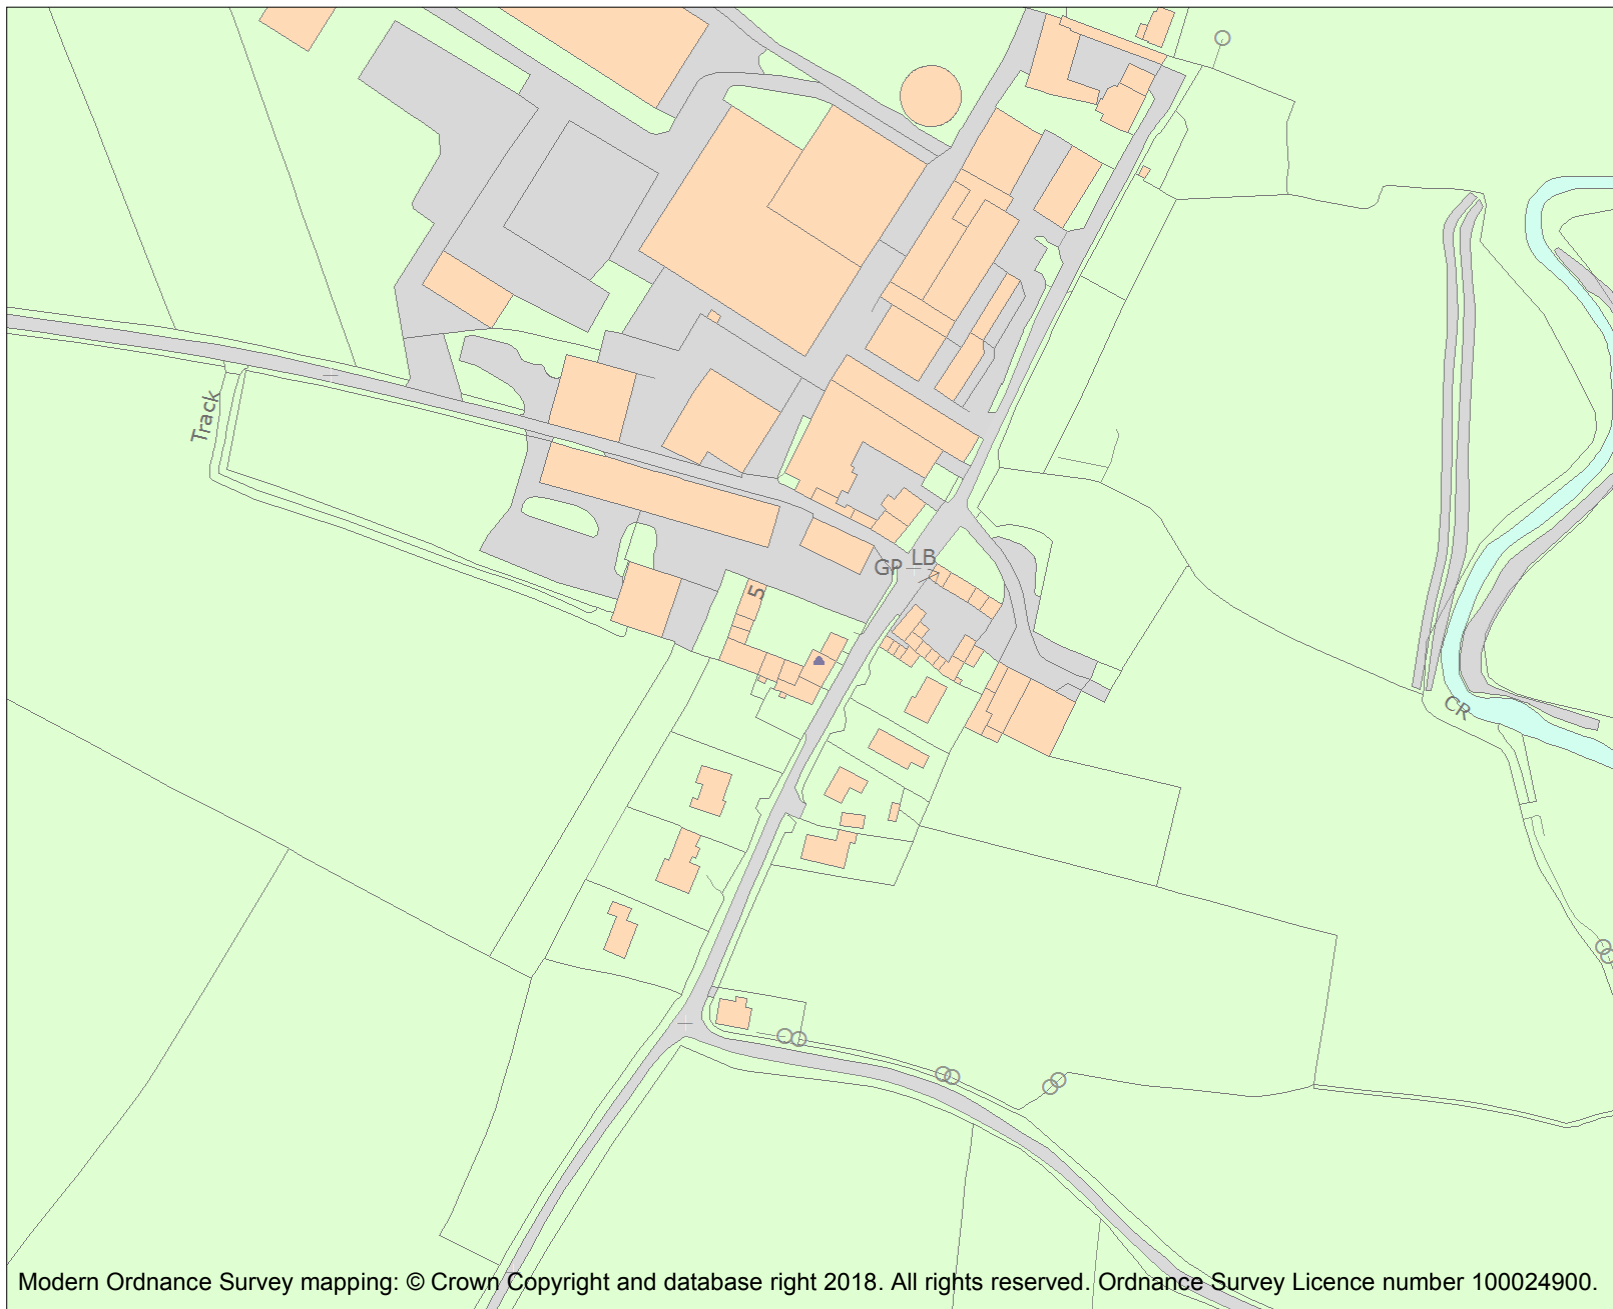 Track
LB
GP
5
CR
Modern Ordnance Survey mapping: © Crown Copyright and database right 2018. All rights reserved. Ordnance Survey Licence number 100024900.